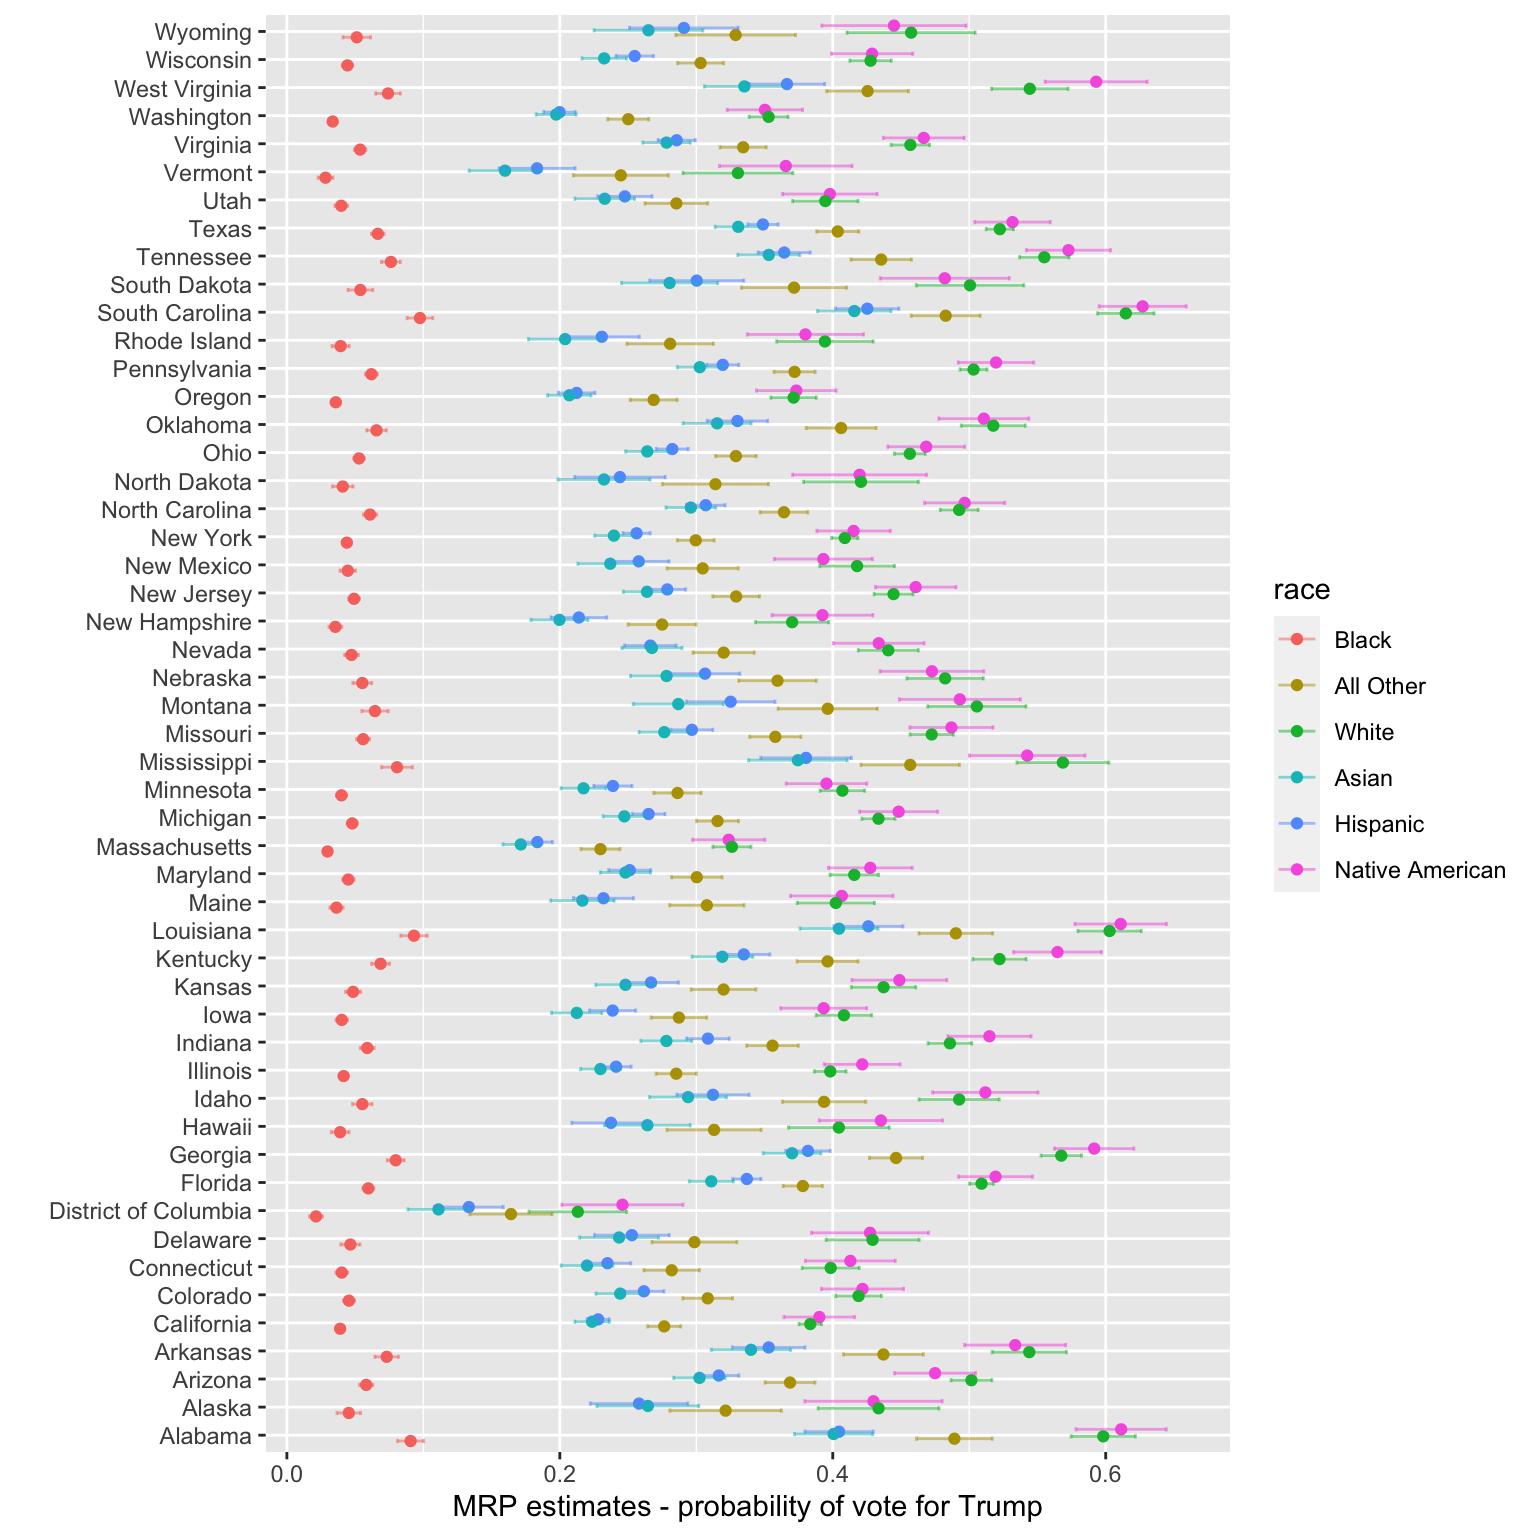 Wyoming
Wisconsin
West Virginia
Washington
Virginia
Vermont
Utah
Texas
Tennessee
South Dakota
South Carolina
Rhode Island
Pennsylvania
Oregon
Oklahoma
Ohio
North Dakota
North Carolina
New York
New Mexico
New Jersey
New Hampshire
Nevada
Nebraska
Montana
Missouri
Mississippi
Minnesota
Michigan
Massachusetts
Maryland
Maine
Louisiana
Kentucky
Kansas
Iowa
Indiana
Illinois
Idaho
Hawaii
Georgia
Florida
District of Columbia
Delaware
Connecticut
Colorado
California
Arkansas
Arizona
Alaska
Alabama
0.0 0.2 0.4 0.6
MRP estimates - probability of vote for Trump
race
Black
All Other
White
Asian
Hispanic
Native American